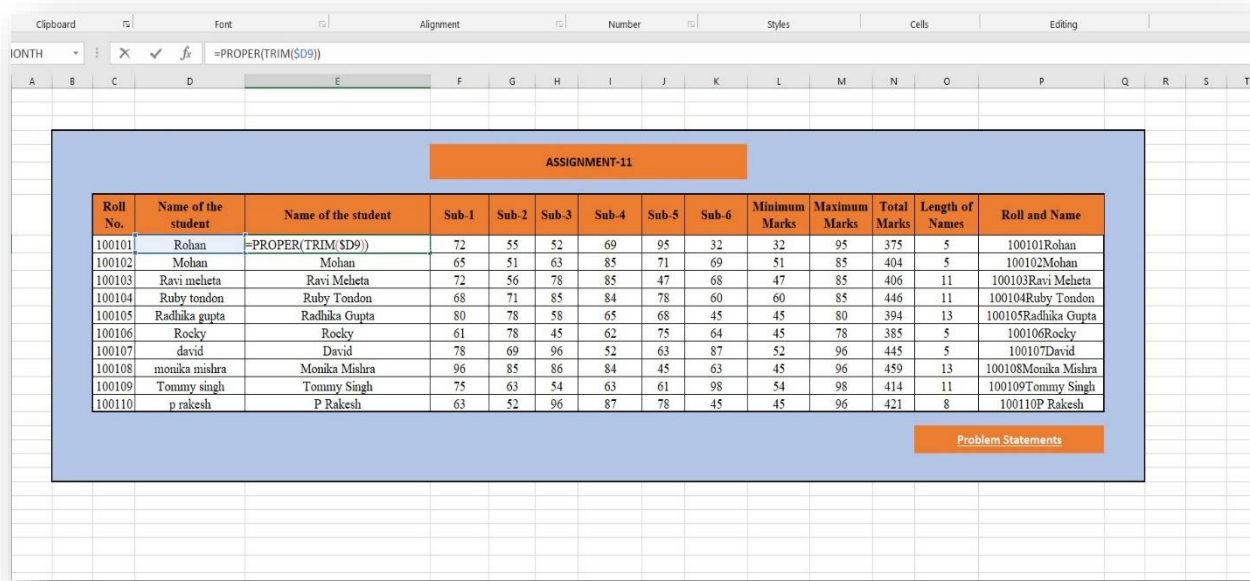 Clipboard Font Alignment Number Styles Cells Editing
IONTH =PROPER(TRIM($D9))
A B C D E F G H I J K L M N O P Q R S T
ASSIGNMENT-11
Roll No. Name of the student Name of the student Sub-1 Sub-2 Sub-3 Sub-4 Sub-5 Sub-6 Minimum Marks Maximum Marks Total Marks Length of Names Roll and Name
100101 Rohan =PROPER(TRIM($D9)) 72 55 52 69 95 32 32 95 375 5 100101Rohan
100102 Mohan Mohan 65 51 63 85 71 69 51 85 404 5 100102Mohan
100103 Ravi meheta Ravi Meheta 72 56 78 85 47 68 47 85 406 11 100103Ravi Meheta
100104 Ruby tondon Ruby Tondon 68 71 85 84 78 60 60 85 446 11 100104Ruby Tondon
100105 Radhika gupta Radhika Gupta 80 78 58 65 68 45 45 80 394 13 100105Radhika Gupta
100106 Rocky Rocky 61 78 45 62 75 64 45 78 385 5 100106Rocky
100107 david David 78 69 96 52 63 87 52 96 445 5 100107David
100108 monika mishra Monika Mishra 96 85 86 84 45 63 45 96 459 13 100108Monika Mishra
100109 Tommy singh Tommy Singh 75 63 54 63 61 98 54 98 414 11 100109Tommy Singh
100110 p rakesh P Rakesh 63 52 96 87 78 45 45 96 421 8 100110P Rakesh
Problem Statements